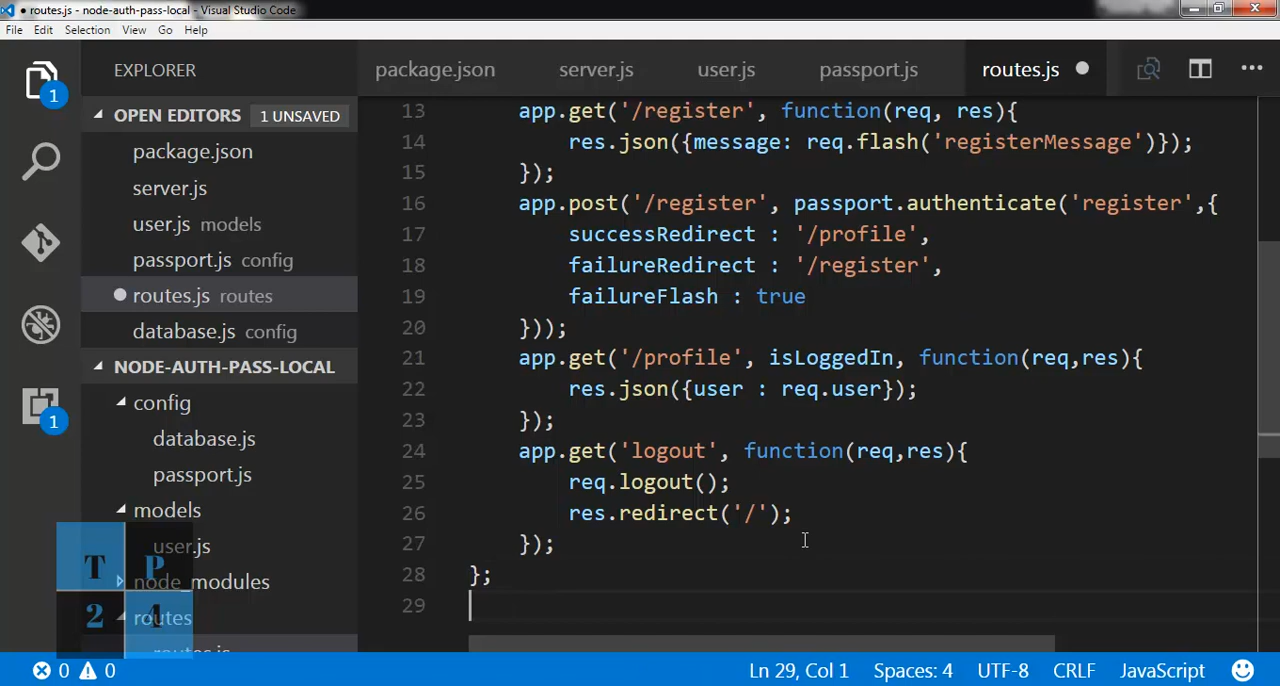 ● routes.js - node-auth-pass-local - Visual Studio Code
File Edit Selection View Go Help
EXPLORER
package.json server.js user.js passport.js routes.js ● •••
1
OPEN EDITORS 1 UNSAVED
package.json
server.js
user.js models
passport.js config
● routes.js routes
database.js config
NODE-AUTH-PASS-LOCAL
1
config
database.js
passport.js
models
user.js
node_modules
routes
routes.js
T P
2 4
13 app.get('/register', function(req, res){
14 res.json({message: req.flash('registerMessage')});
15 });
16 app.post('/register', passport.authenticate('register',{
17 successRedirect : '/profile',
18 failureRedirect : '/register',
19 failureFlash : true
20 }));
21 app.get('/profile', isLoggedIn, function(req,res){
22 res.json({user : req.user});
23 });
24 app.get('logout', function(req,res){
25 req.logout();
26 res.redirect('/');
27 });
28 };
29
0 0 Ln 29, Col 1 Spaces: 4 UTF-8 CRLF JavaScript